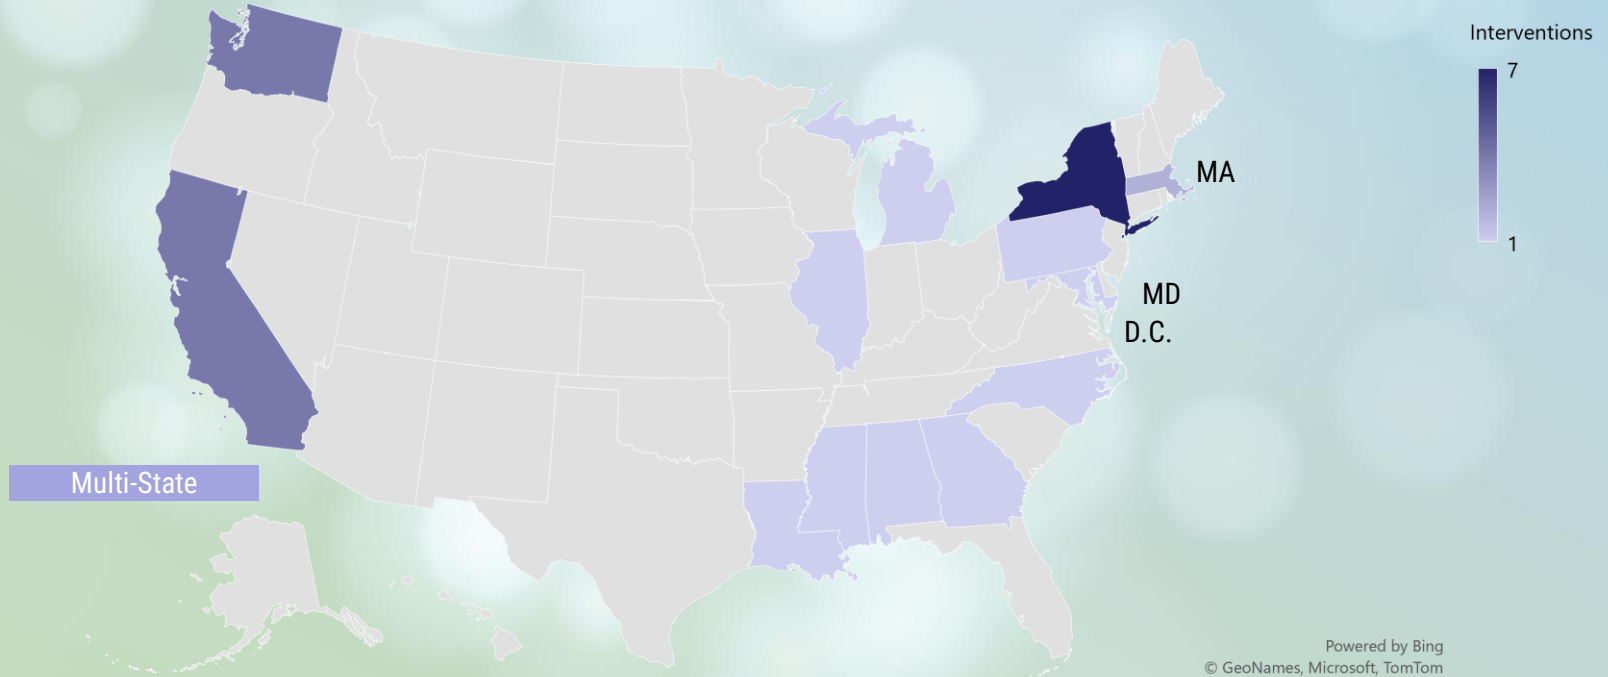 Interventions
7
1
MA
MD
D.C.
Multi-State
Powered by Bing
© GeoNames, Microsoft, TomTom